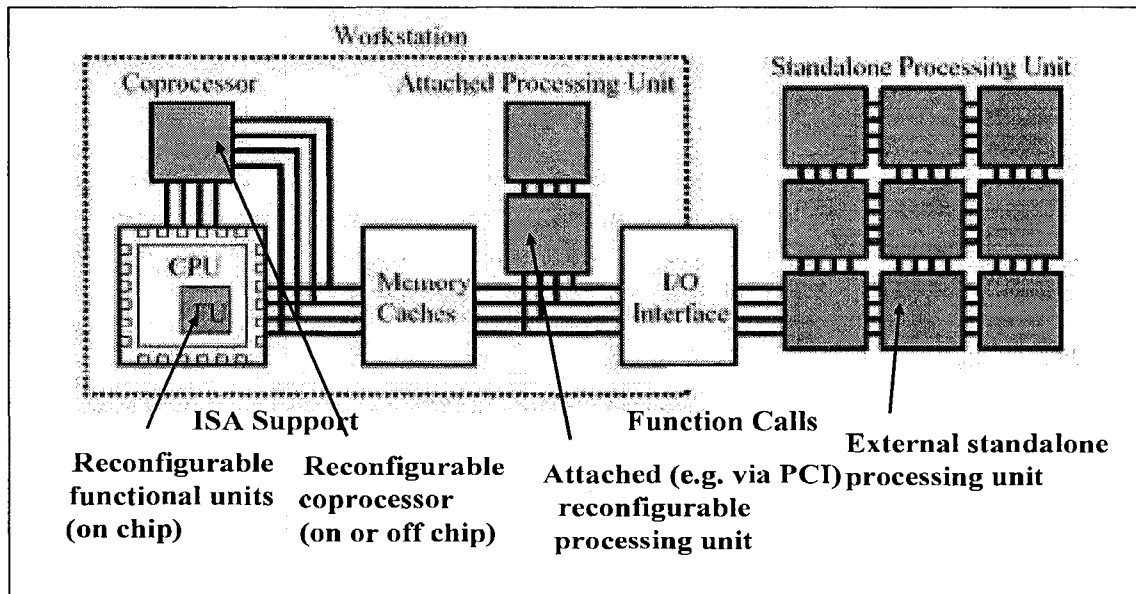 Workstation
Coprocessor
Attached Processing Unit
Standalone Processing Unit
CPU
FU
Memory
Caches
I/O
Interface
ISA Support
Function Calls
Reconfigurable
functional units
(on chip)
Reconfigurable
coprocessor
(on or off chip)
Attached (e.g. via PCI)
reconfigurable
processing unit
External standalone
processing unit